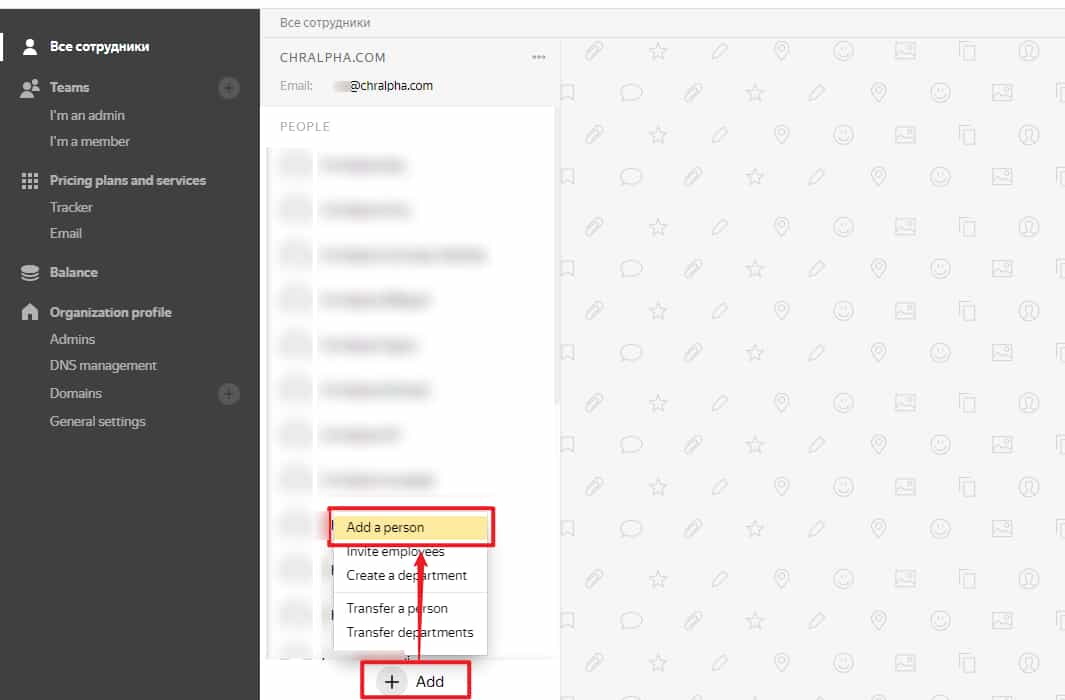 Все сотрудники
Teams
I'm an admin
I'm a member
Pricing plans and services
Tracker
Email
Balance
Organization profile
Admins
DNS management
Domains
General settings
Все сотрудники
CHRALPHA.COM
Email: @chralpha.com
PEOPLE
Add a person
Invite employees
Create a department
Transfer a person
Transfer departments
Add